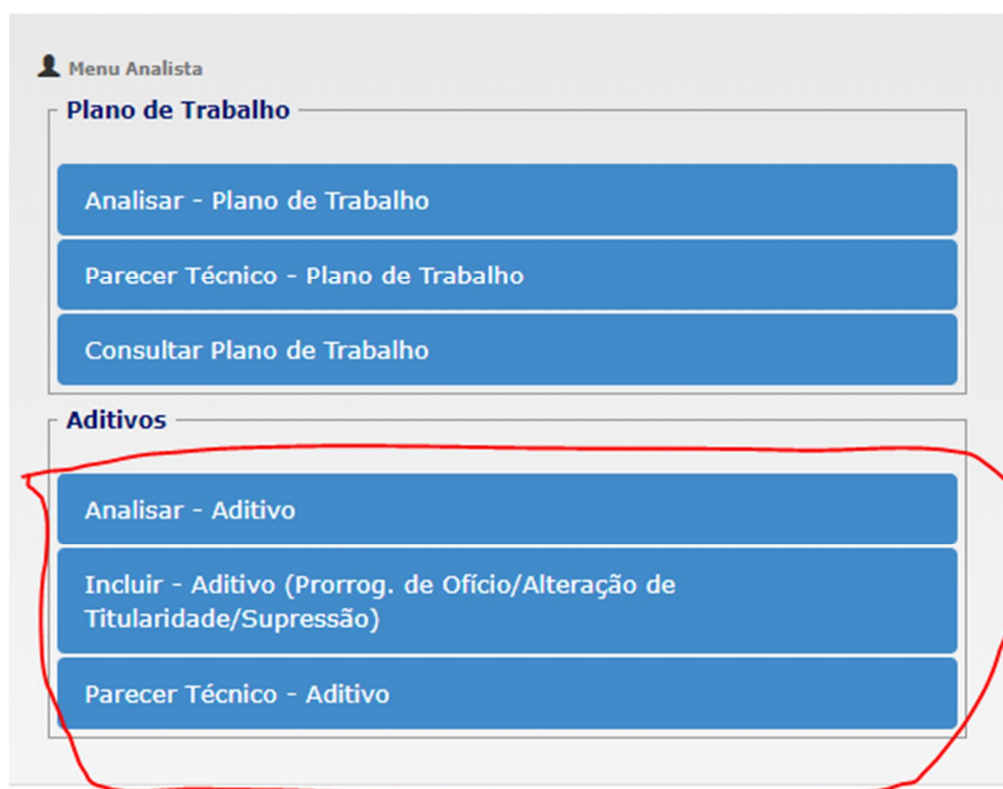 Menu Analista
Plano de Trabalho
Analisar - Plano de Trabalho
Parecer Técnico - Plano de Trabalho
Consultar Plano de Trabalho
Aditivos
Analisar - Aditivo
Incluir - Aditivo (Prorrog. de Ofício/Alteração de
Titularidade/Supressão)
Parecer Técnico - Aditivo